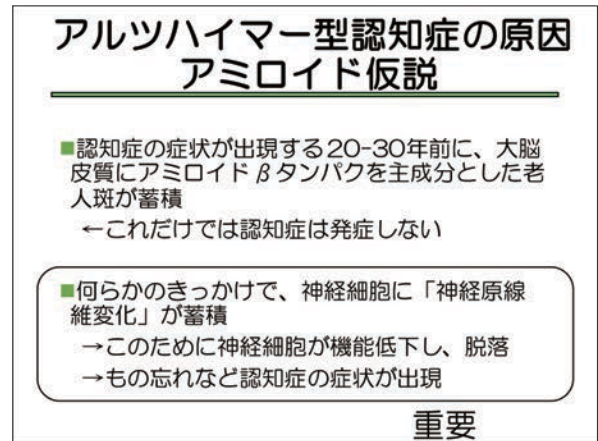 アルツハイマー型認知症の原因
アミロイド仮説
■認知症の症状が出現する20-30年前に、大脳
皮質にアミロイドβタンパクを主成分とした老
人斑が蓄積
←これだけでは認知症は発症しない
■何らかのきっかけで、神経細胞に「神経原線
維変化」が蓄積
→このために神経細胞が機能低下し、脱落
→もの忘れなど認知症の症状が出現
重要